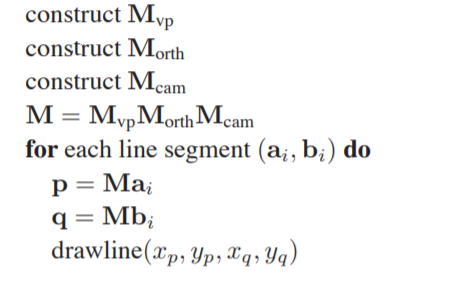 construct M_vp
construct M_orth
construct M_cam
M = M_vp M_orth M_cam
for each line segment (a_i, b_i) do
p = Ma_i
q = Mb_i
drawline(x_p, y_p, x_q, y_q)